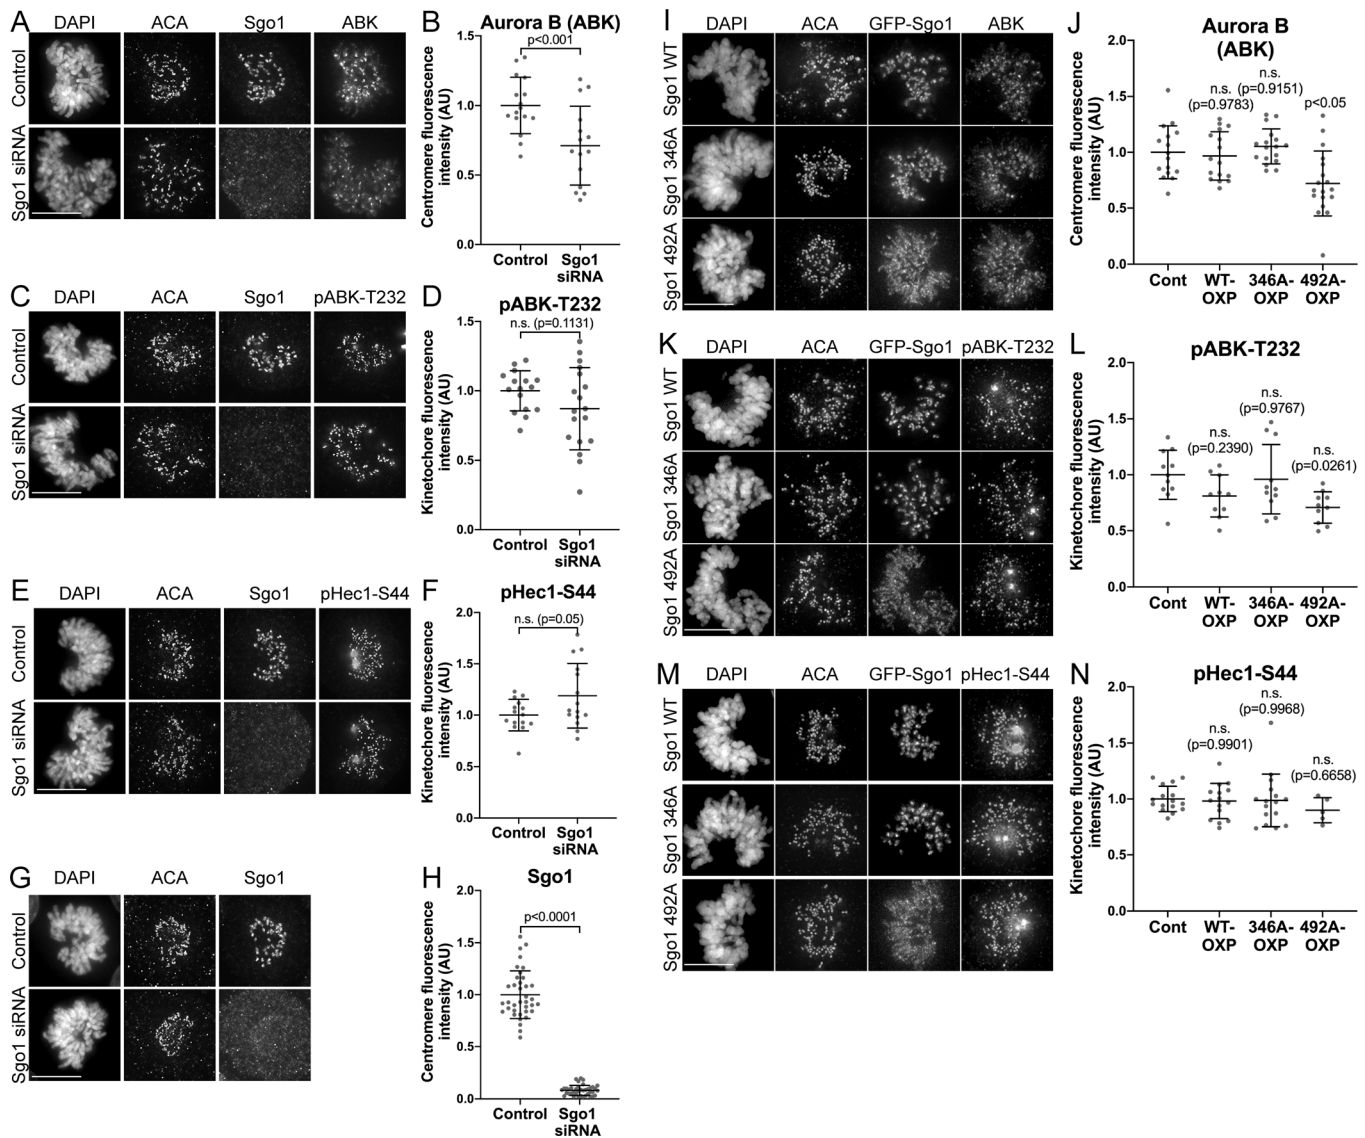 A
DAPI
ACA
Sgo1
ABK
Control
Sgo1 siRNA
B
Aurora B (ABK)
p<0.001
1.5
1.0
0.5
0.0
Centromere fluorescence
intensity (AU)
Control
Sgo1
siRNA
C
DAPI
ACA
Sgo1
pABK-T232
Control
Sgo1 siRNA
D
pABK-T232
n.s. (p=0.1131)
1.5
1.0
0.5
0.0
Kinetochore fluorescence
intensity (AU)
Control
Sgo1
siRNA
E
DAPI
ACA
Sgo1
pHec1-S44
Control
Sgo1 siRNA
F
pHec1-S44
n.s. (p=0.05)
2.0
1.5
1.0
0.5
0.0
Kinetochore fluorescence
intensity (AU)
Control
Sgo1
siRNA
G
DAPI
ACA
Sgo1
Control
Sgo1 siRNA
H
Sgo1
p<0.0001
2.0
1.5
1.0
0.5
0.0
Centromere fluorescence
intensity (AU)
Control
Sgo1
siRNA
I
DAPI
ACA
GFP-Sgo1
ABK
Sgo1 WT
Sgo1 346A
Sgo1 492A
J
Aurora B
(ABK)
n.s.
(p=0.9783)
n.s.
(p=0.9151)
p<0.05
2.0
1.5
1.0
0.5
0.0
Centromere fluorescence
intensity (AU)
Cont
WT-
OXP
346A-
OXP
492A-
OXP
K
DAPI
ACA
GFP-Sgo1
pABK-T232
Sgo1 WT
Sgo1 346A
Sgo1 492A
L
pABK-T232
n.s.
(p=0.2390)
n.s.
(p=0.9767)
n.s.
(p=0.0261)
2.0
1.5
1.0
0.5
0.0
Kinetochore fluorescence
intensity (AU)
Cont
WT-
OXP
346A-
OXP
492A-
OXP
M
DAPI
ACA
GFP-Sgo1
pHec1-S44
Sgo1 WT
Sgo1 346A
Sgo1 492A
N
pHec1-S44
n.s.
(p=0.9901)
n.s.
(p=0.9968)
n.s.
(p=0.6658)
2.0
1.5
1.0
0.5
0.0
Kinetochore fluorescence
intensity (AU)
Cont
WT-
OXP
346A-
OXP
492A-
OXP